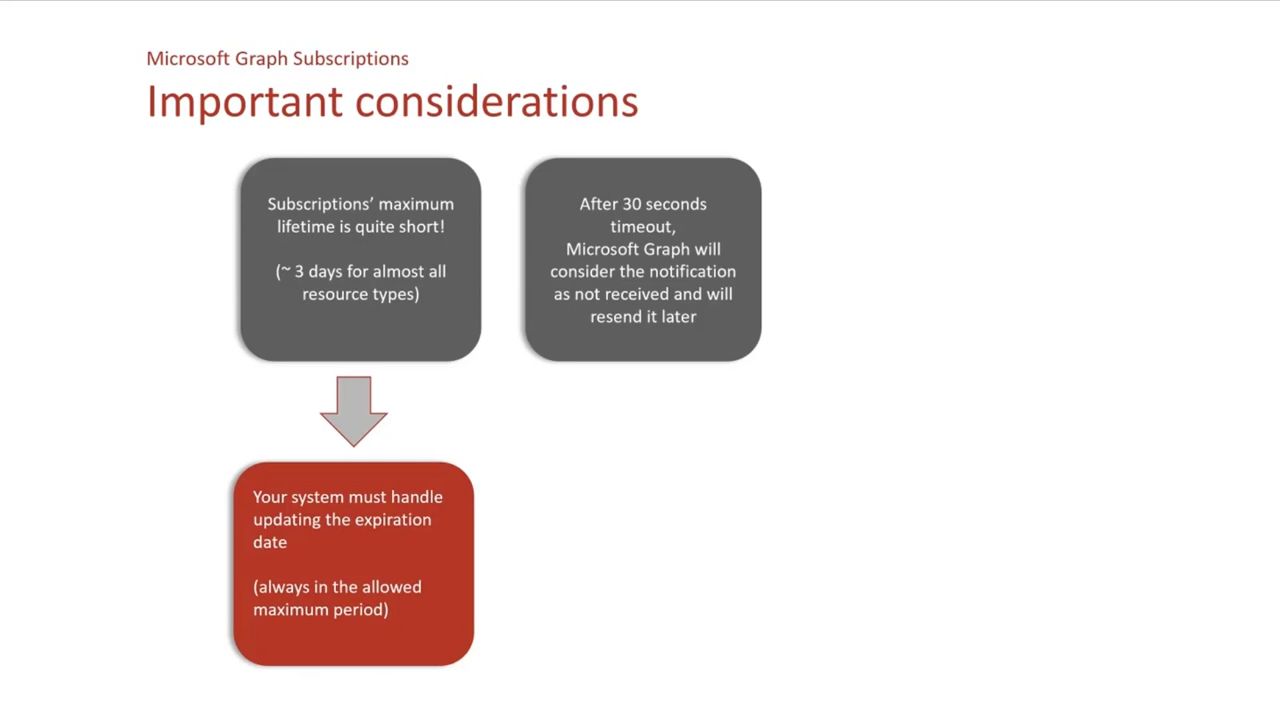 Microsoft Graph Subscriptions
Important considerations
Subscriptions’ maximum
lifetime is quite short!
(~ 3 days for almost all
resource types)
After 30 seconds
timeout,
Microsoft Graph will
consider the notification
as not received and will
resend it later
Your system must handle
updating the expiration
date
(always in the allowed
maximum period)